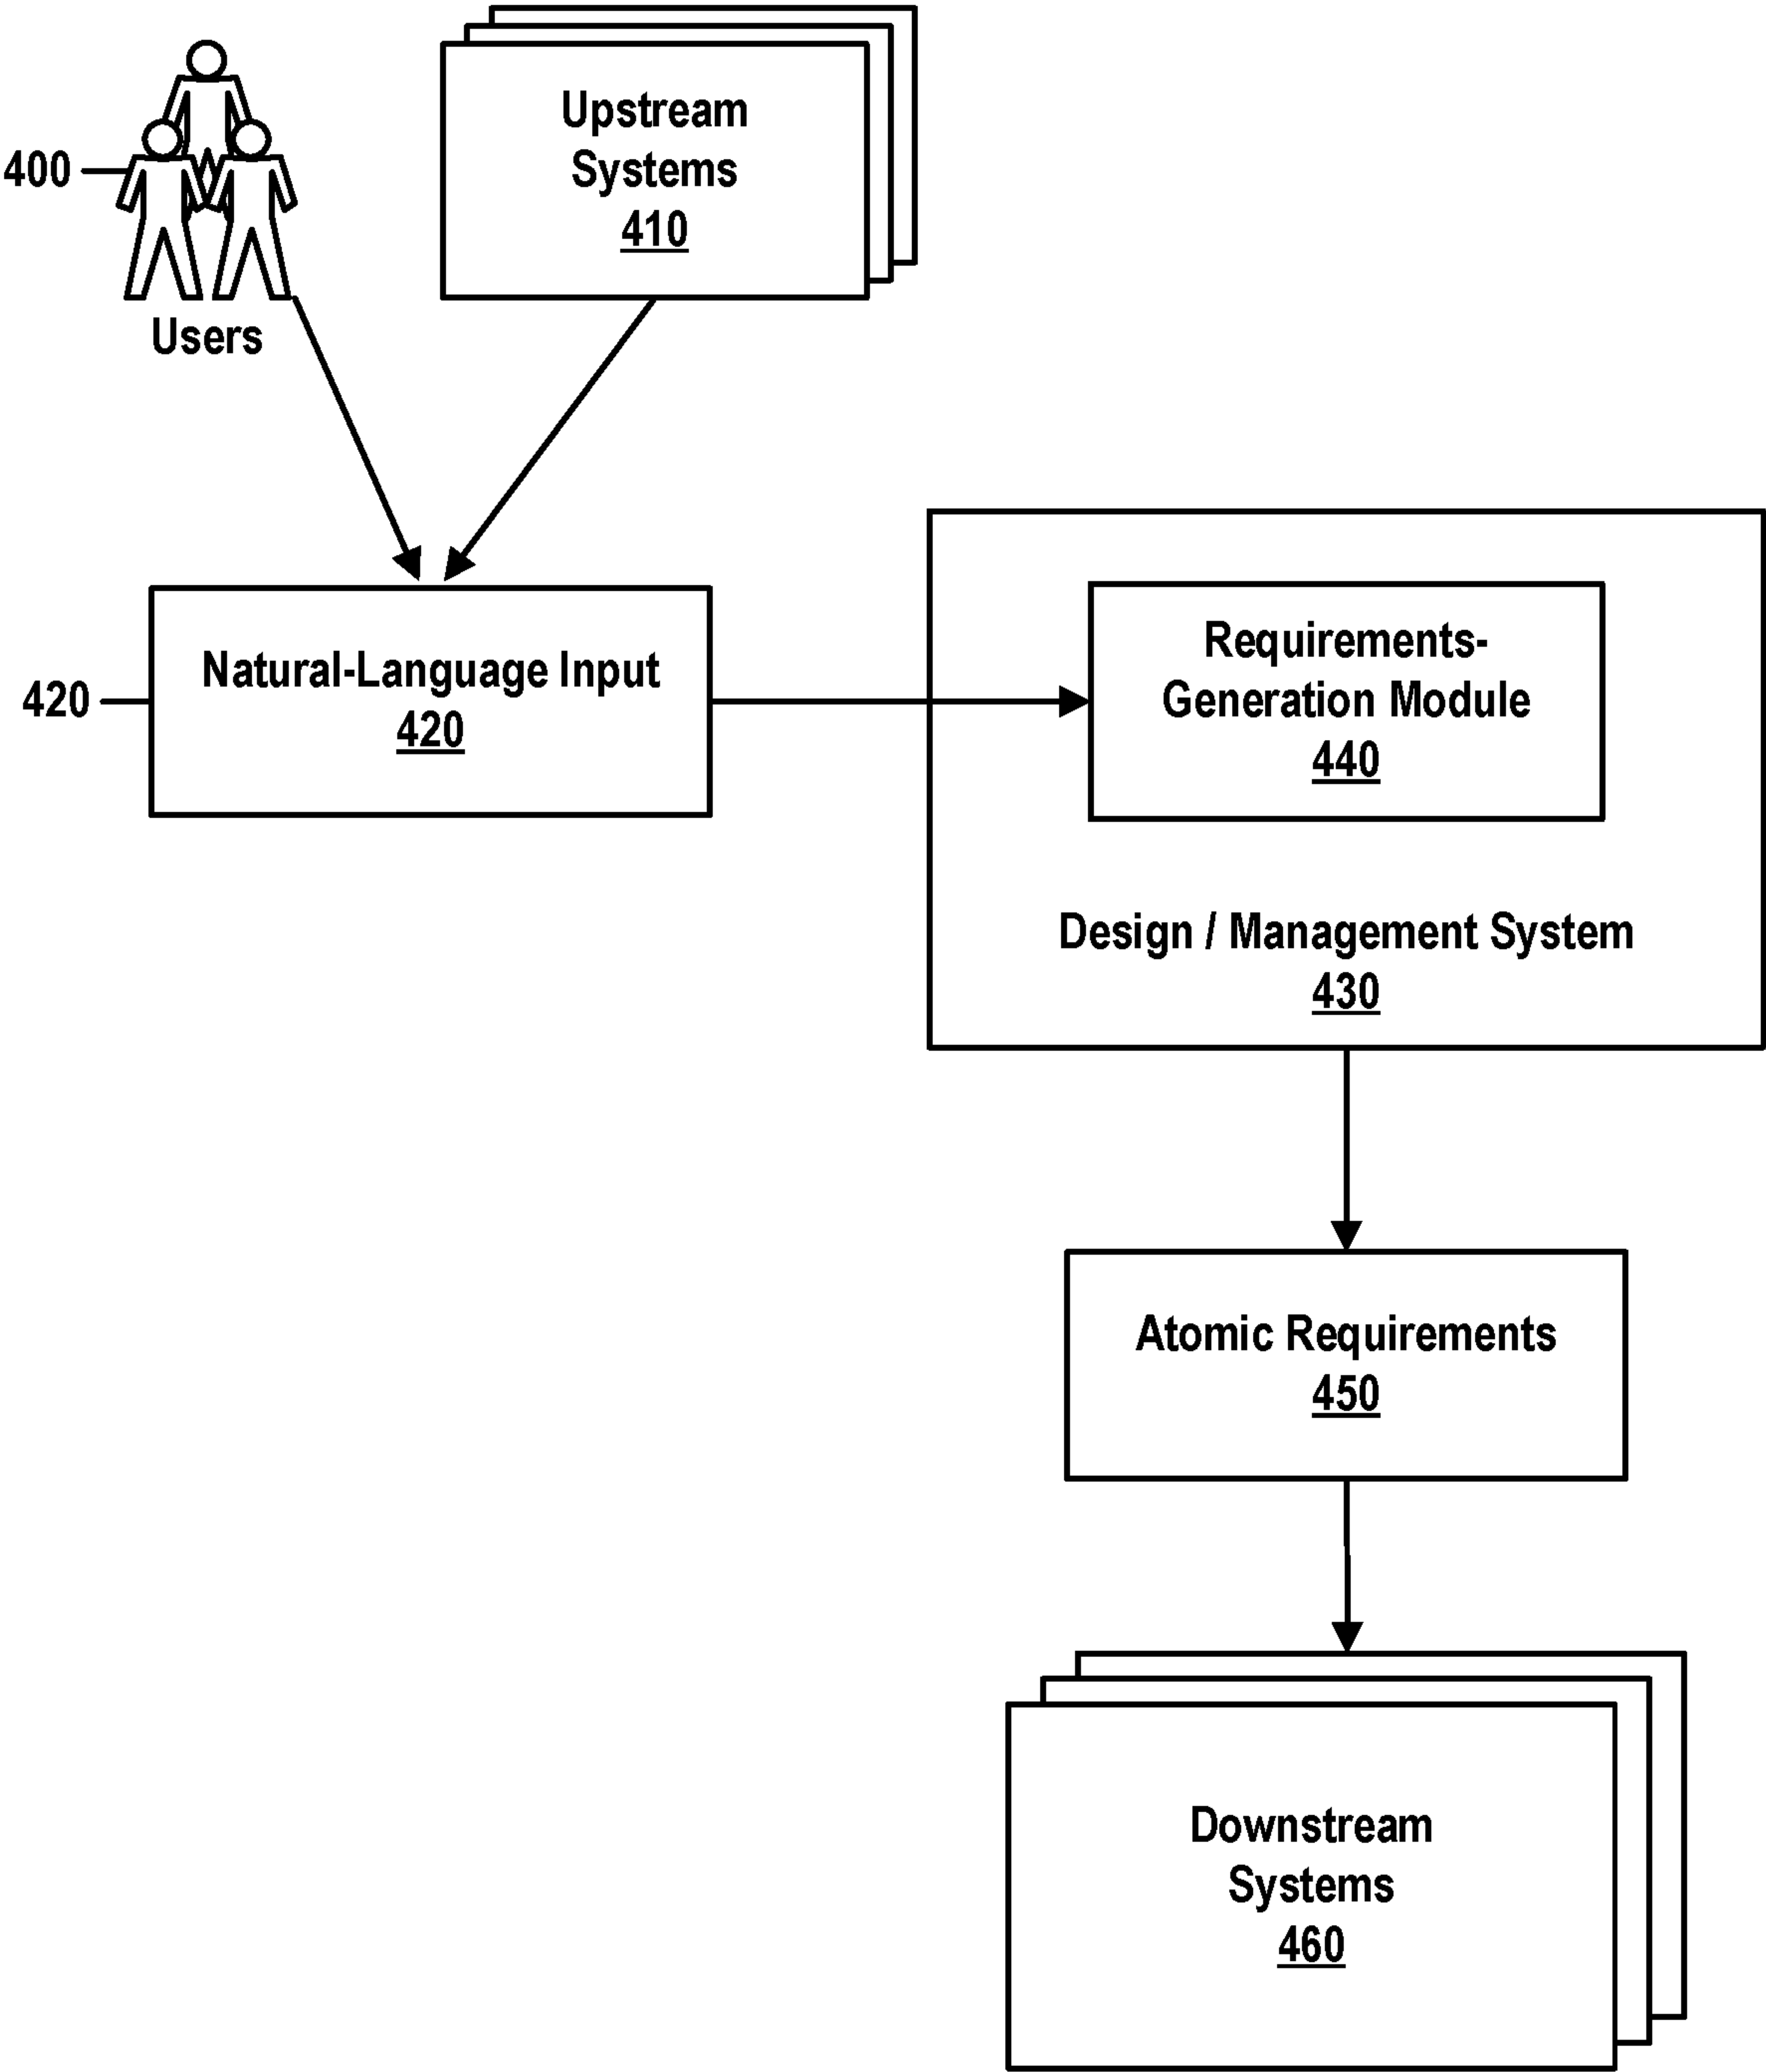 400
Users
Upstream
Systems
410
420
Natural-Language Input
420
Requirements-
Generation Module
440
Design / Management System
430
Atomic Requirements
450
Downstream
Systems
460